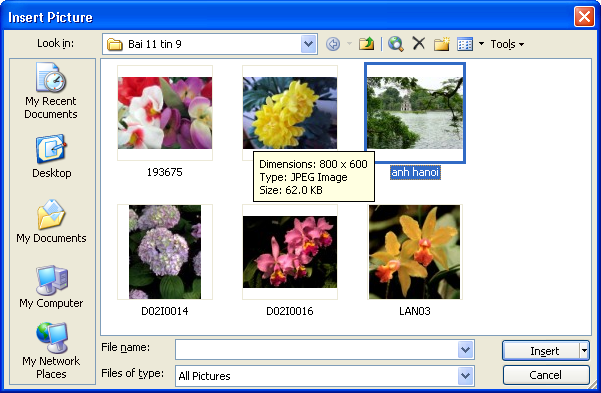 Insert Picture
Look in: Bai 11 tin 9 Tools
My Recent
Documents
Desktop
My Documents
My Computer
My Network
Places
193675
anh hanoi
Dimensions: 800 x 600
Type: JPEG Image
Size: 62.0 KB
D02I0014 D02I0016 LAN03
File name: Insert
Files of type: All Pictures Cancel